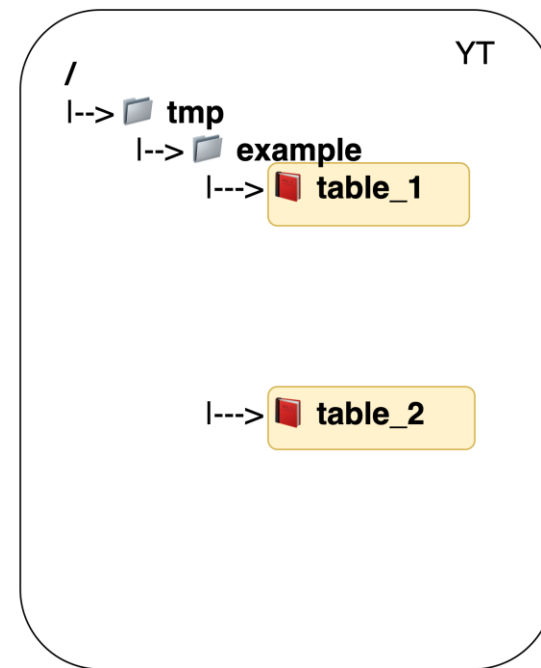 YT
/
|--> tmp
|--> example
|---> table_1
|---> table_2